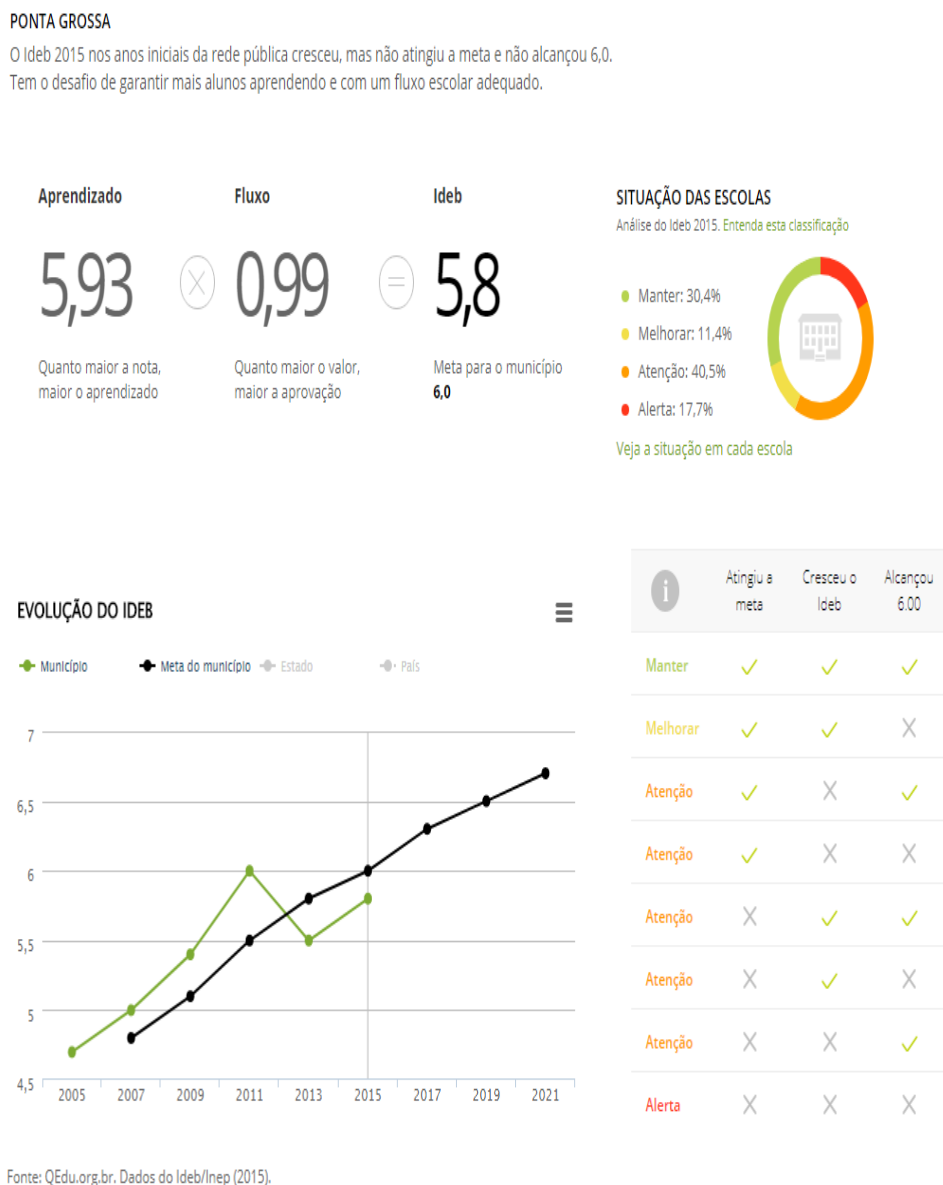 PONTA GROSSA
O Ideb 2015 nos anos iniciais da rede pública cresceu, mas não atingiu a meta e não alcançou 6,0.
Tem o desafio de garantir mais alunos aprendendo e com um fluxo escolar adequado.
Aprendizado
5,93
Quanto maior a nota,
maior o aprendizado
Fluxo
0,99
Quanto maior o valor,
maior a aprovação
Ideb
5,8
Meta para o município
6,0
SITUAÇÃO DAS ESCOLAS
Análise do Ideb 2015. Entenda esta classificação
Manter: 30,4%
Melhorar: 11,4%
Atenção: 40,5%
Alerta: 17,7%
Veja a situação em cada escola
EVOLUÇÃO DO IDEB
Município Meta do município Estado País
7
6,5
6
5,5
5
4,5
2005 2007 2009 2011 2013 2015 2017 2019 2021
i
Atingiu a
meta
Cresceu o
Ideb
Alcançou
6.00
Manter
Melhorar
Atenção
Atenção
Atenção
Atenção
Atenção
Alerta
Fonte: QEdu.org.br. Dados do Ideb/Inep (2015).